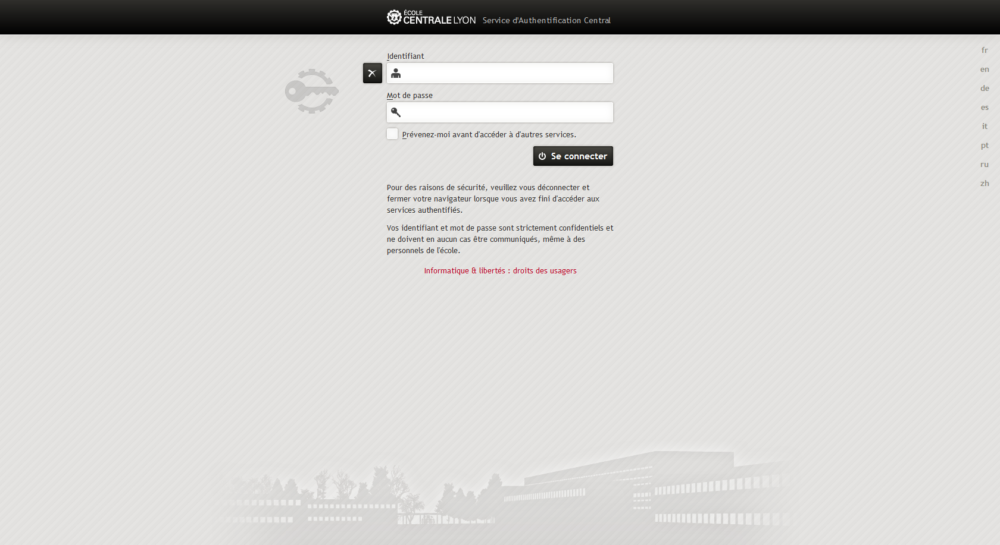 ÉCOLE
CENTRALE LYON Service d'Authentification Central
fr
en
de
es
it
pt
ru
zh
Identifiant
Mot de passe
Prévenez-moi avant d'accéder à d'autres services.
Se connecter
Pour des raisons de sécurité, veuillez vous déconnecter et
fermer votre navigateur lorsque vous avez fini d'accéder aux
services authentifiés.
Vos identifiant et mot de passe sont strictement confidentiels et
ne doivent en aucun cas être communiqués, même à des
personnels de l'école.
Informatique & libertés : droits des usagers